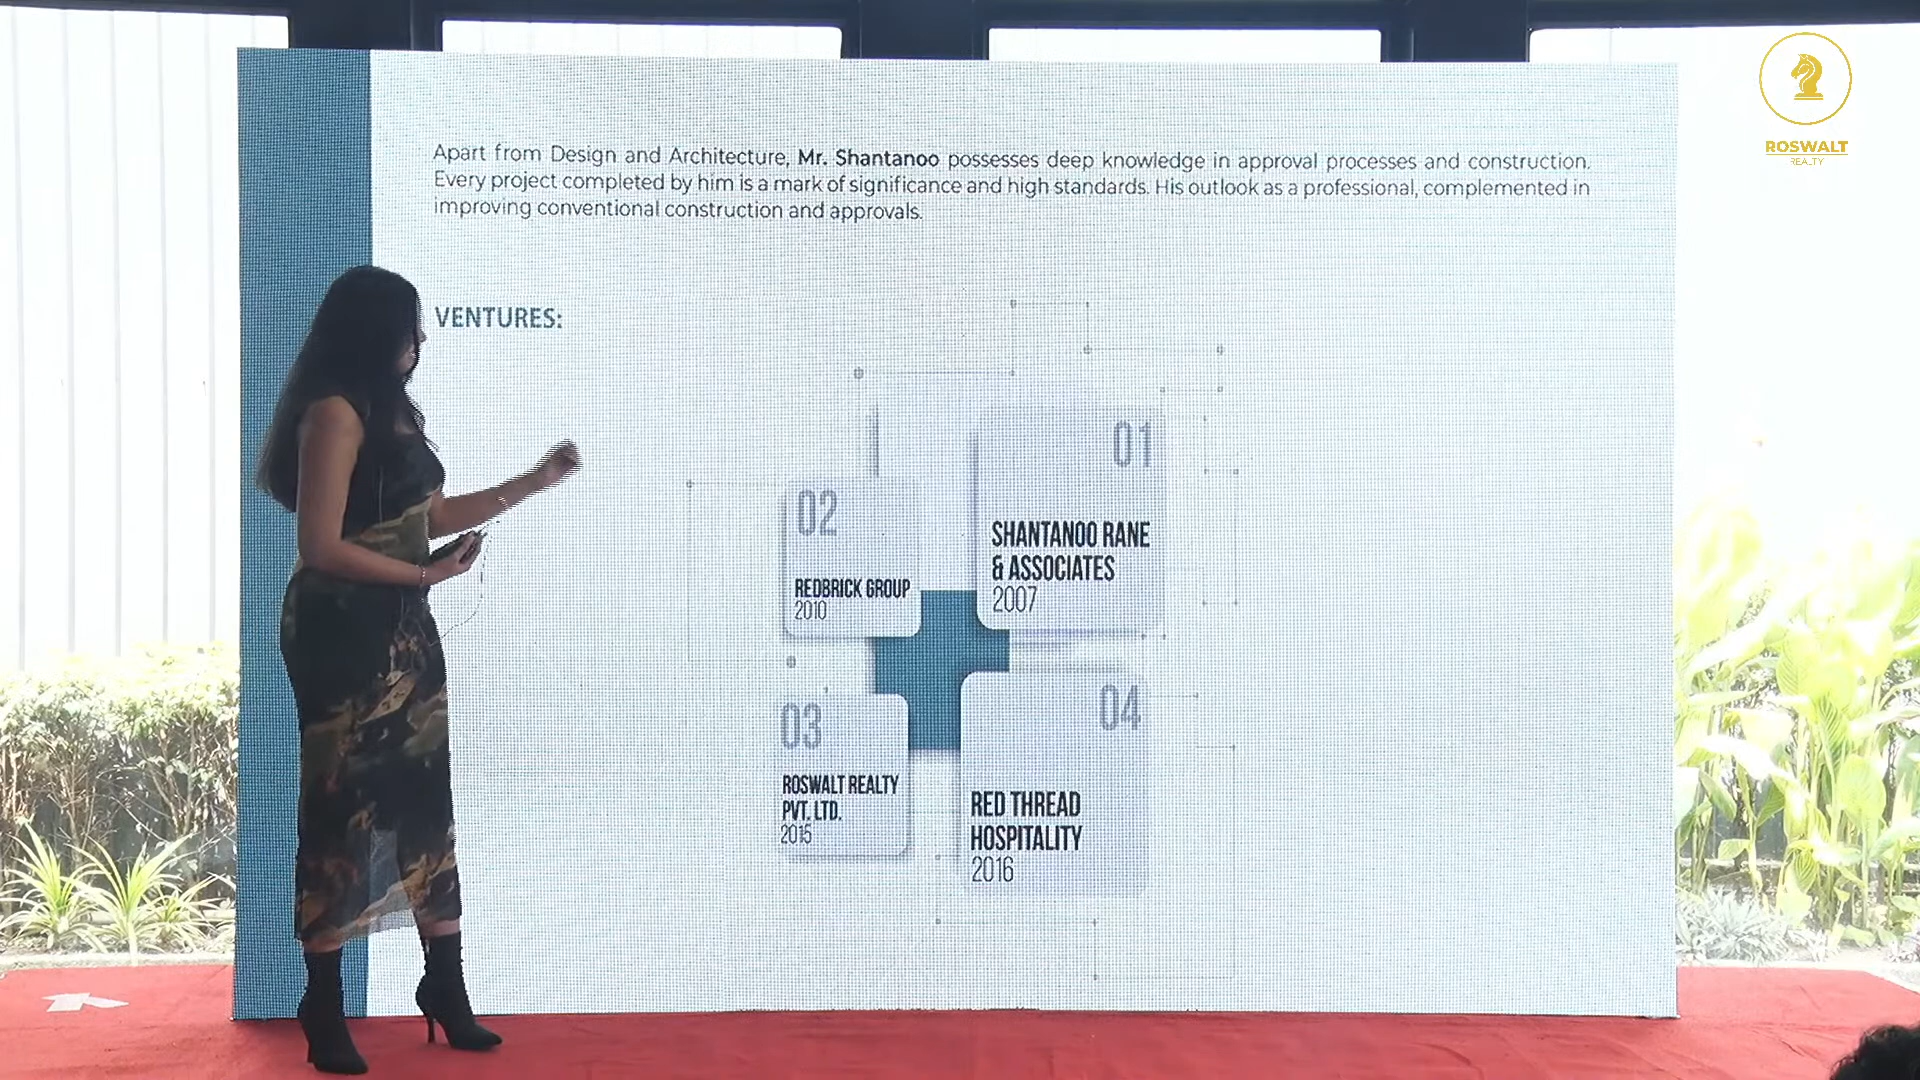 Apart from Design and Architecture, Mr. Shantanoo possesses deep knowledge in approval processes and construction.
Every project completed by him is a mark of significance and high standards. His outlook as a professional, complemented in
improving conventional construction and approvals.
VENTURES:
01
SHANTANOO RANE
& ASSOCIATES
2007
02
REDBRICK GROUP
2010
03
ROSWALT REALTY
PVT. LTD.
2015
04
RED THREAD
HOSPITALITY
2016
ROSWALT
REALTY